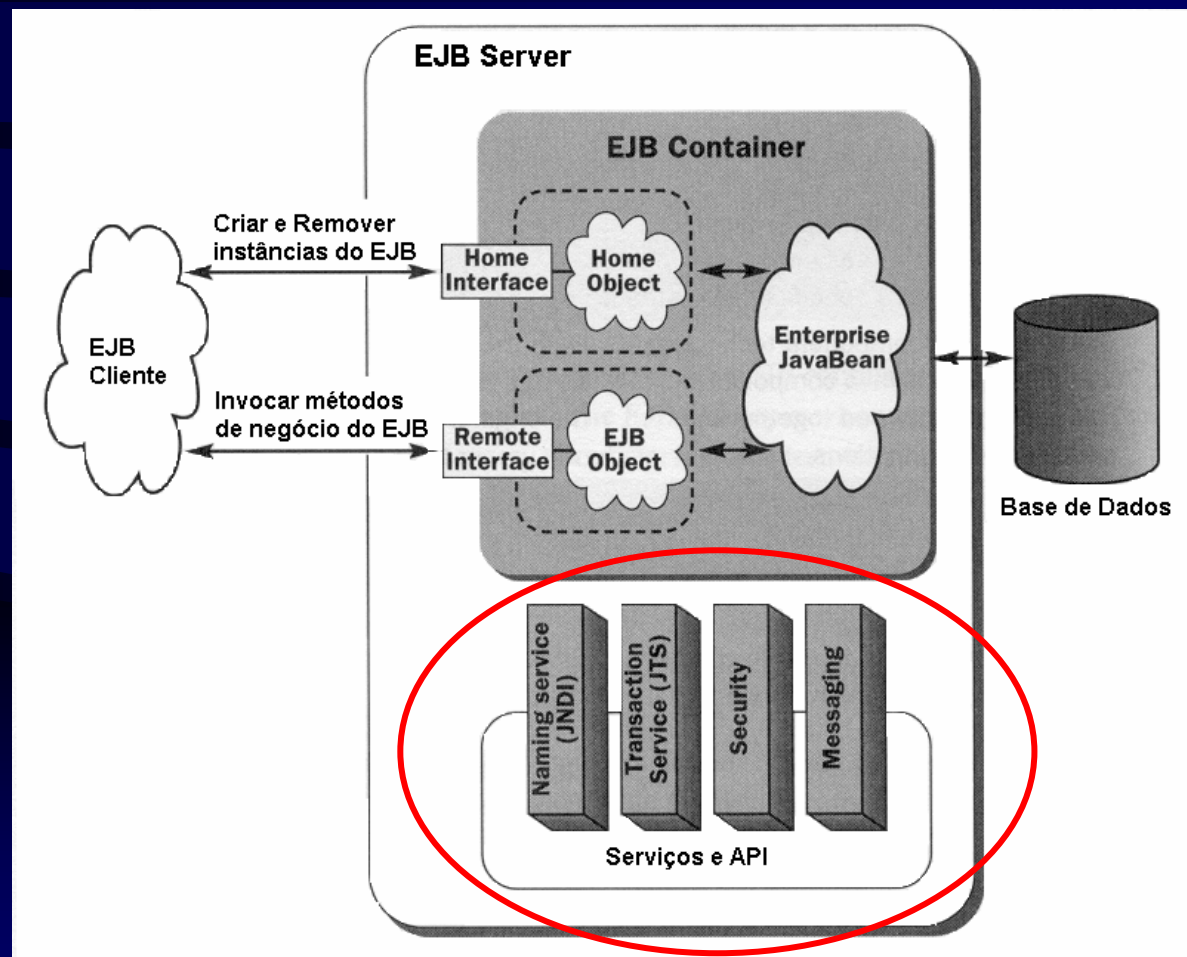 EJB Server
EJB Container
Criar e Remover
instâncias do EJB
Home
Interface
Home
Object
EJB
Cliente
Enterprise
JavaBean
Invocar métodos
de negócio do EJB
Remote
Interface
EJB
Object
Base de Dados
Naming service
(JNDI)
Transaction
Service (JTS)
Security
Messaging
Serviços e API